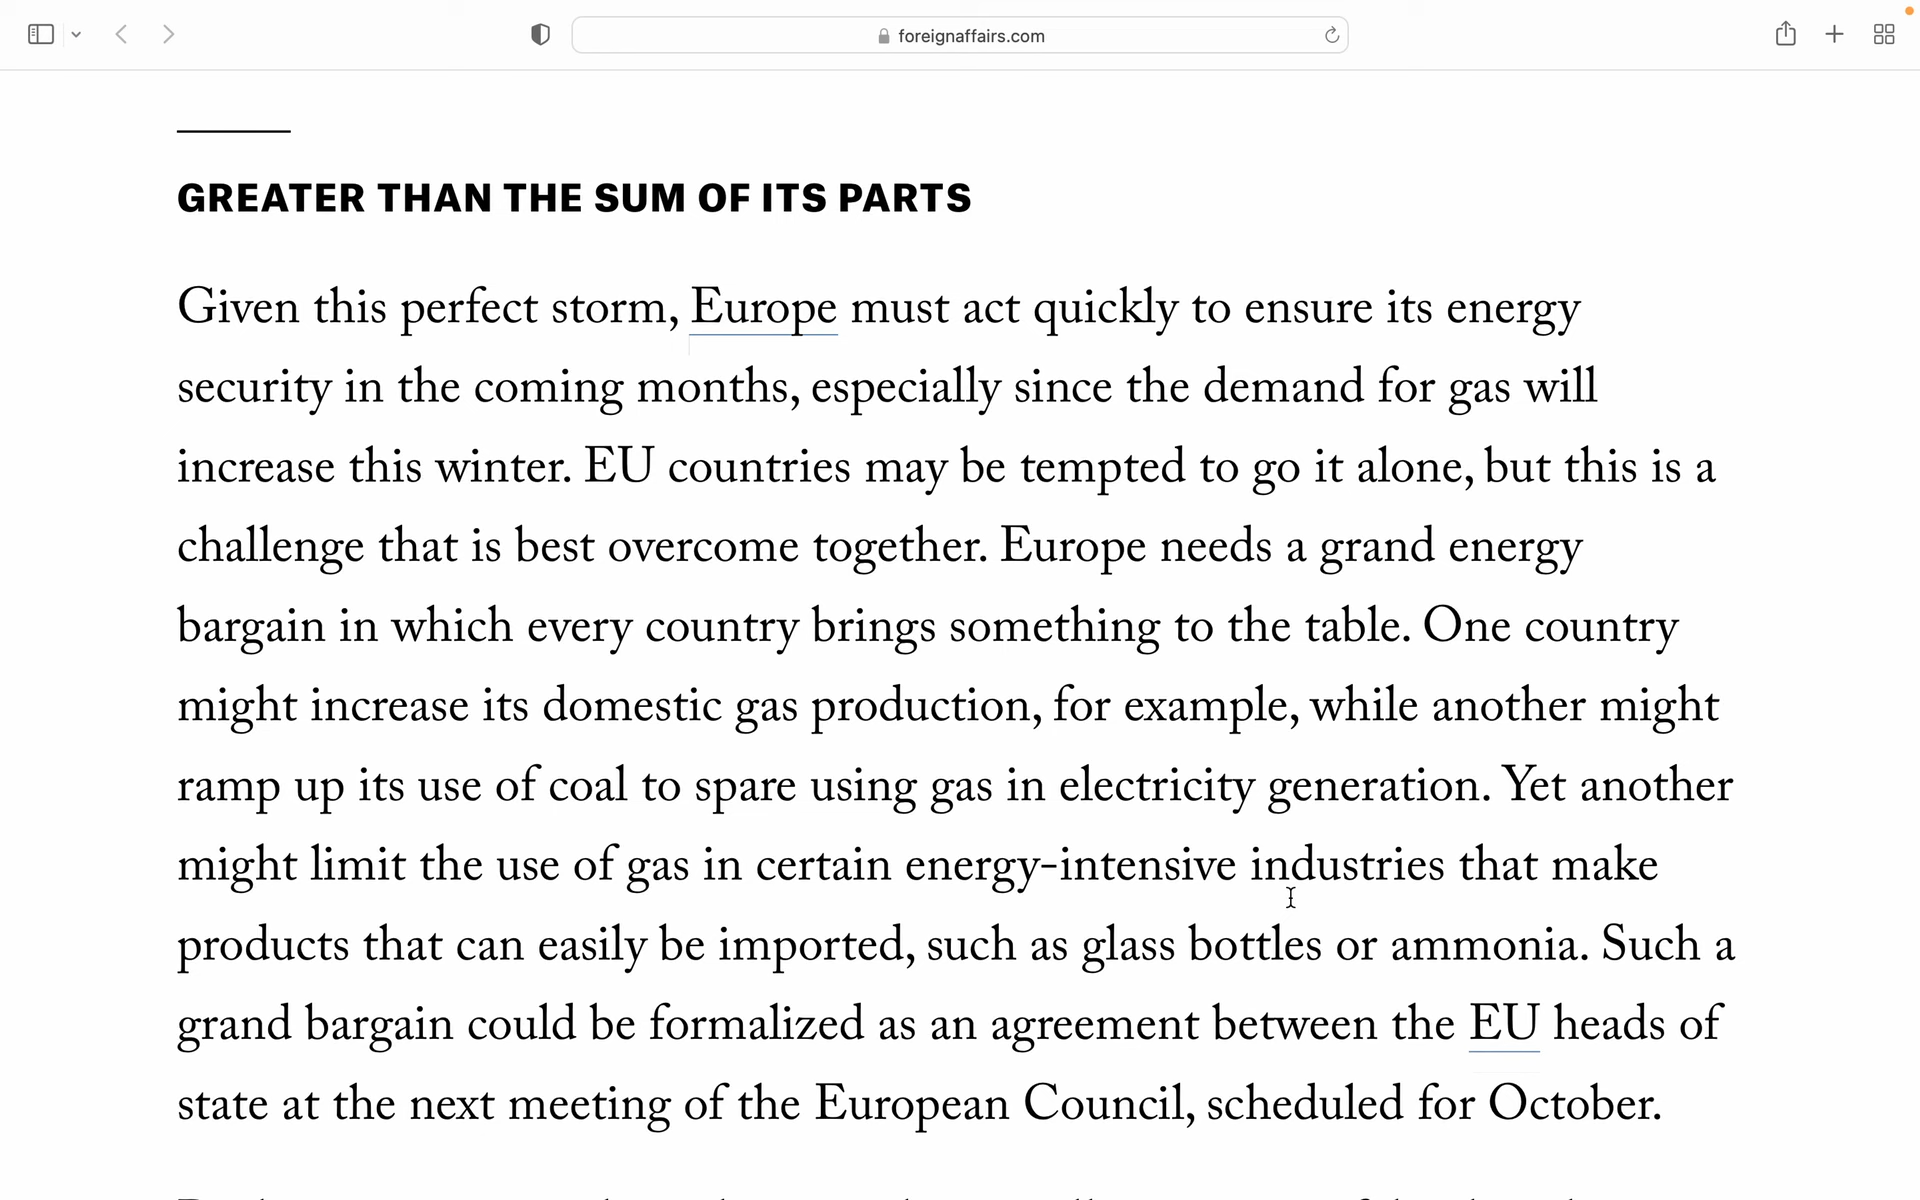 foreignaffairs.com
GREATER THAN THE SUM OF ITS PARTS
Given this perfect storm, Europe must act quickly to ensure its energy
security in the coming months, especially since the demand for gas will
increase this winter. EU countries may be tempted to go it alone, but this is a
challenge that is best overcome together. Europe needs a grand energy
bargain in which every country brings something to the table. One country
might increase its domestic gas production, for example, while another might
ramp up its use of coal to spare using gas in electricity generation. Yet another
might limit the use of gas in certain energy-intensive industries that make
products that can easily be imported, such as glass bottles or ammonia. Such a
grand bargain could be formalized as an agreement between the EU heads of
state at the next meeting of the European Council, scheduled for October.